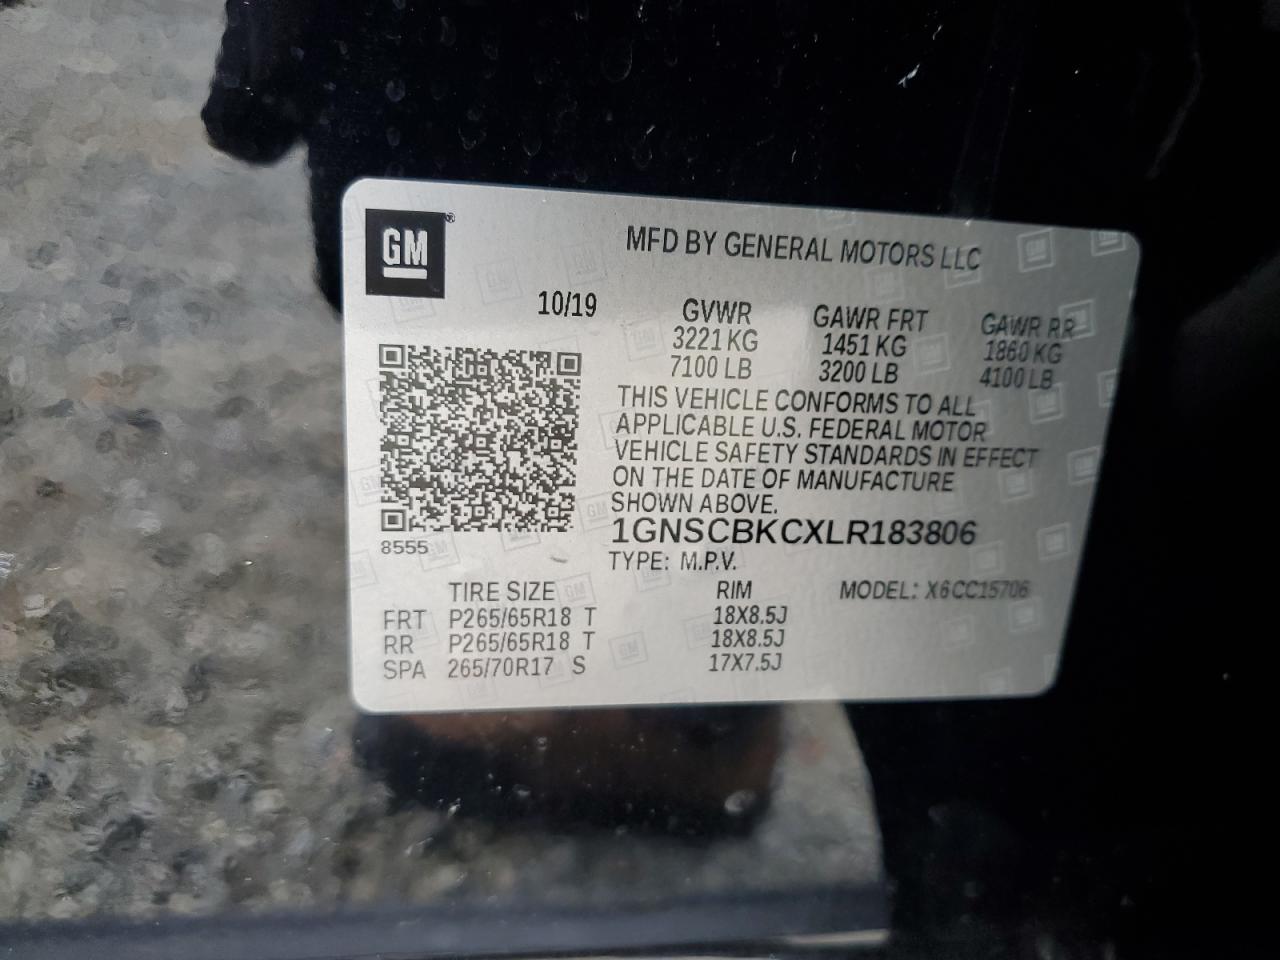 GM®
MFD BY GENERAL MOTORS LLC
10/19 GVWR GAWR FRT GAWR RR
3221 KG 1451 KG 1860 KG
7100 LB 3200 LB 4100 LB
THIS VEHICLE CONFORMS TO ALL
APPLICABLE U.S. FEDERAL MOTOR
VEHICLE SAFETY STANDARDS IN EFFECT
ON THE DATE OF MANUFACTURE
SHOWN ABOVE.
1GNSCBKCXLR183806
8555
TYPE: M.P.V.
TIRE SIZE RIM MODEL: X6CC15706
FRT P265/65R18 T 18X8.5J
RR P265/65R18 T 18X8.5J
SPA 265/70R17 S 17X7.5J